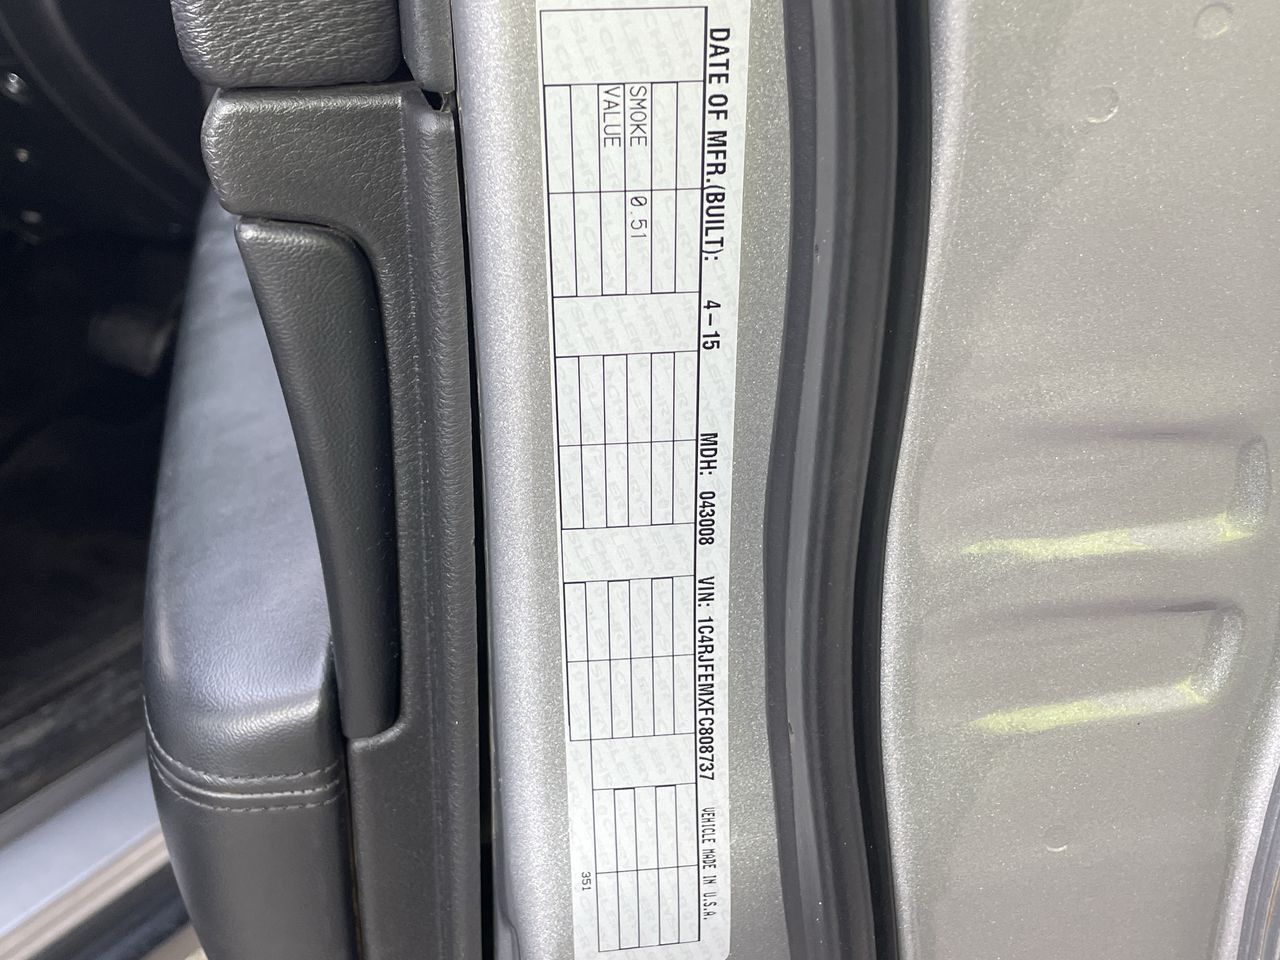 DATE OF MFR.(BUILT): 4-15 MDH: 043008 VIN: 1C4RJFEMXFC808737 VEHICLE MADE IN U.S.A.
SMOKE 0.51
VALUE
351